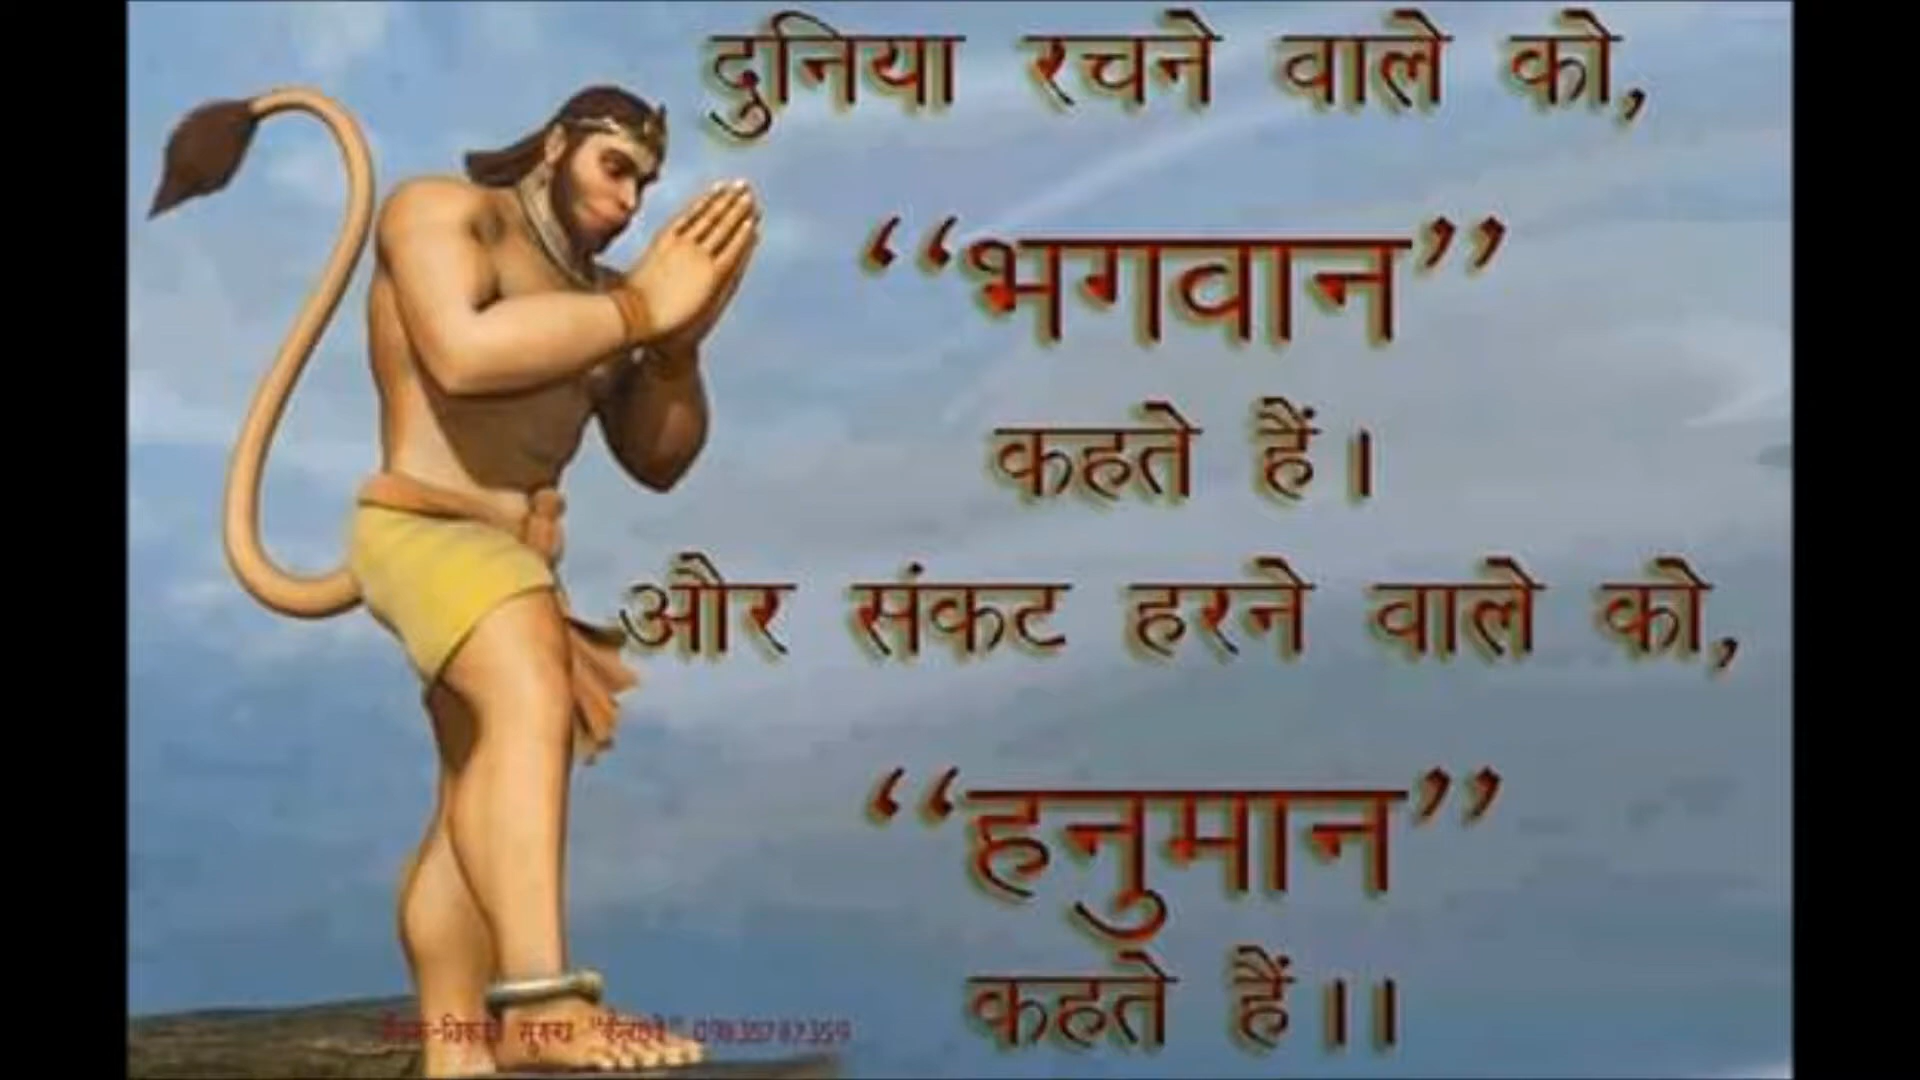 दुनिया रचने वाले को,
‘‘भगवान’’
कहते हैं।
और संकट हरने वाले को,
‘‘हनुमान’’
कहते हैं।।